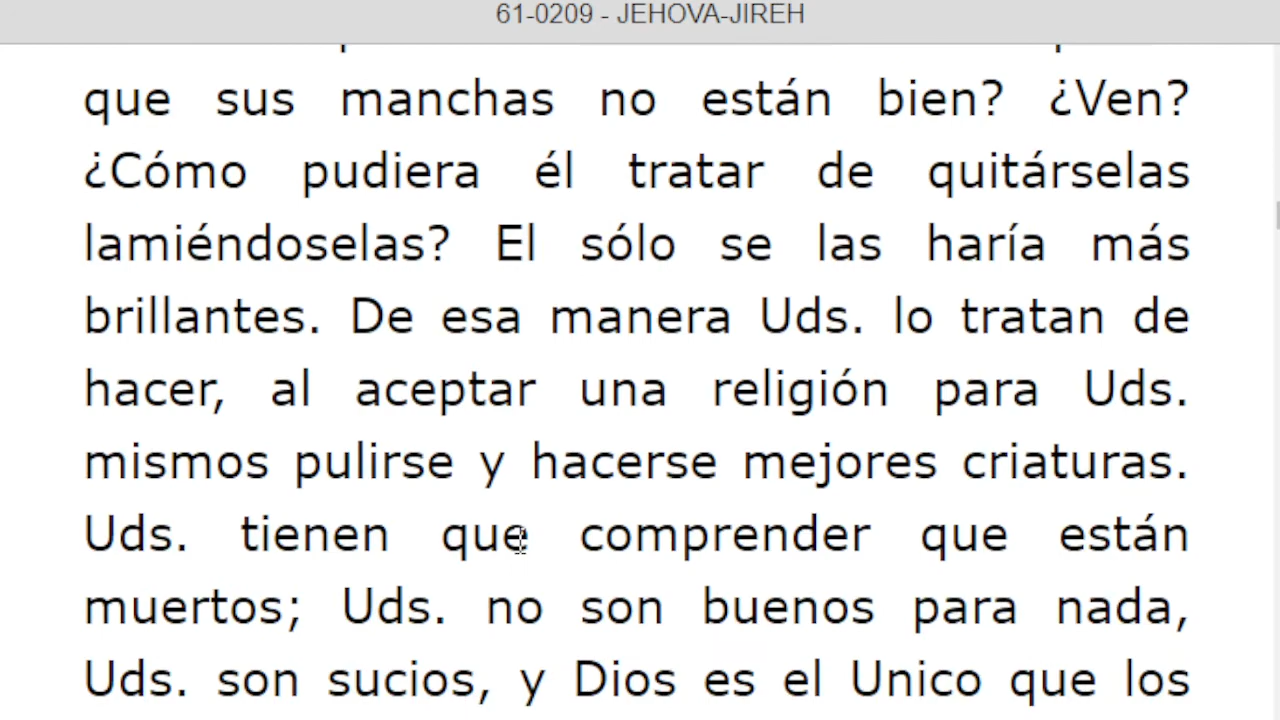 61-0209 - JEHOVA-JIREH
que sus manchas no están bien? ¿Ven?
¿Cómo pudiera él tratar de quitárselas
lamiéndoselas? El sólo se las haría más
brillantes. De esa manera Uds. lo tratan de
hacer, al aceptar una religión para Uds.
mismos pulirse y hacerse mejores criaturas.
Uds. tienen que comprender que están
muertos; Uds. no son buenos para nada,
Uds. son sucios, y Dios es el Unico que los